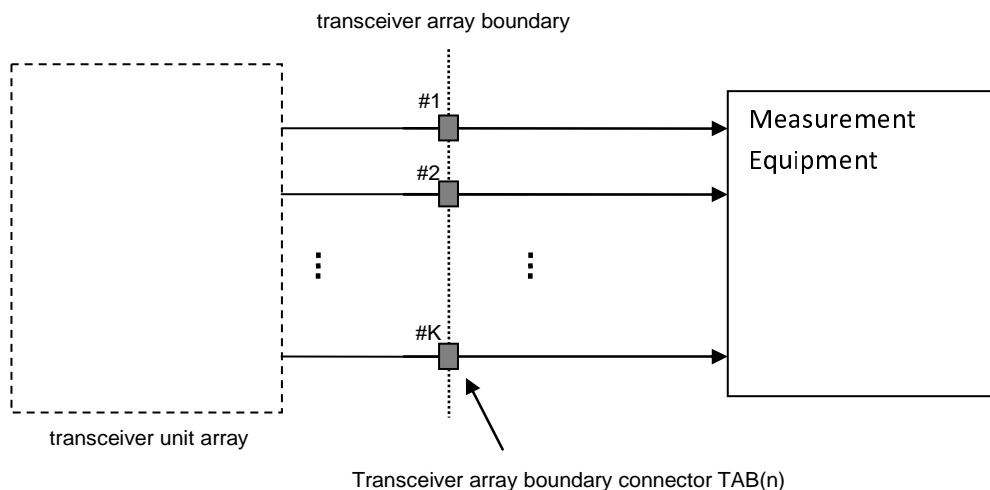 transceiver array boundary
#1
Measurement
Equipment
#2
#K
transceiver unit array
Transceiver array boundary connector TAB(n)